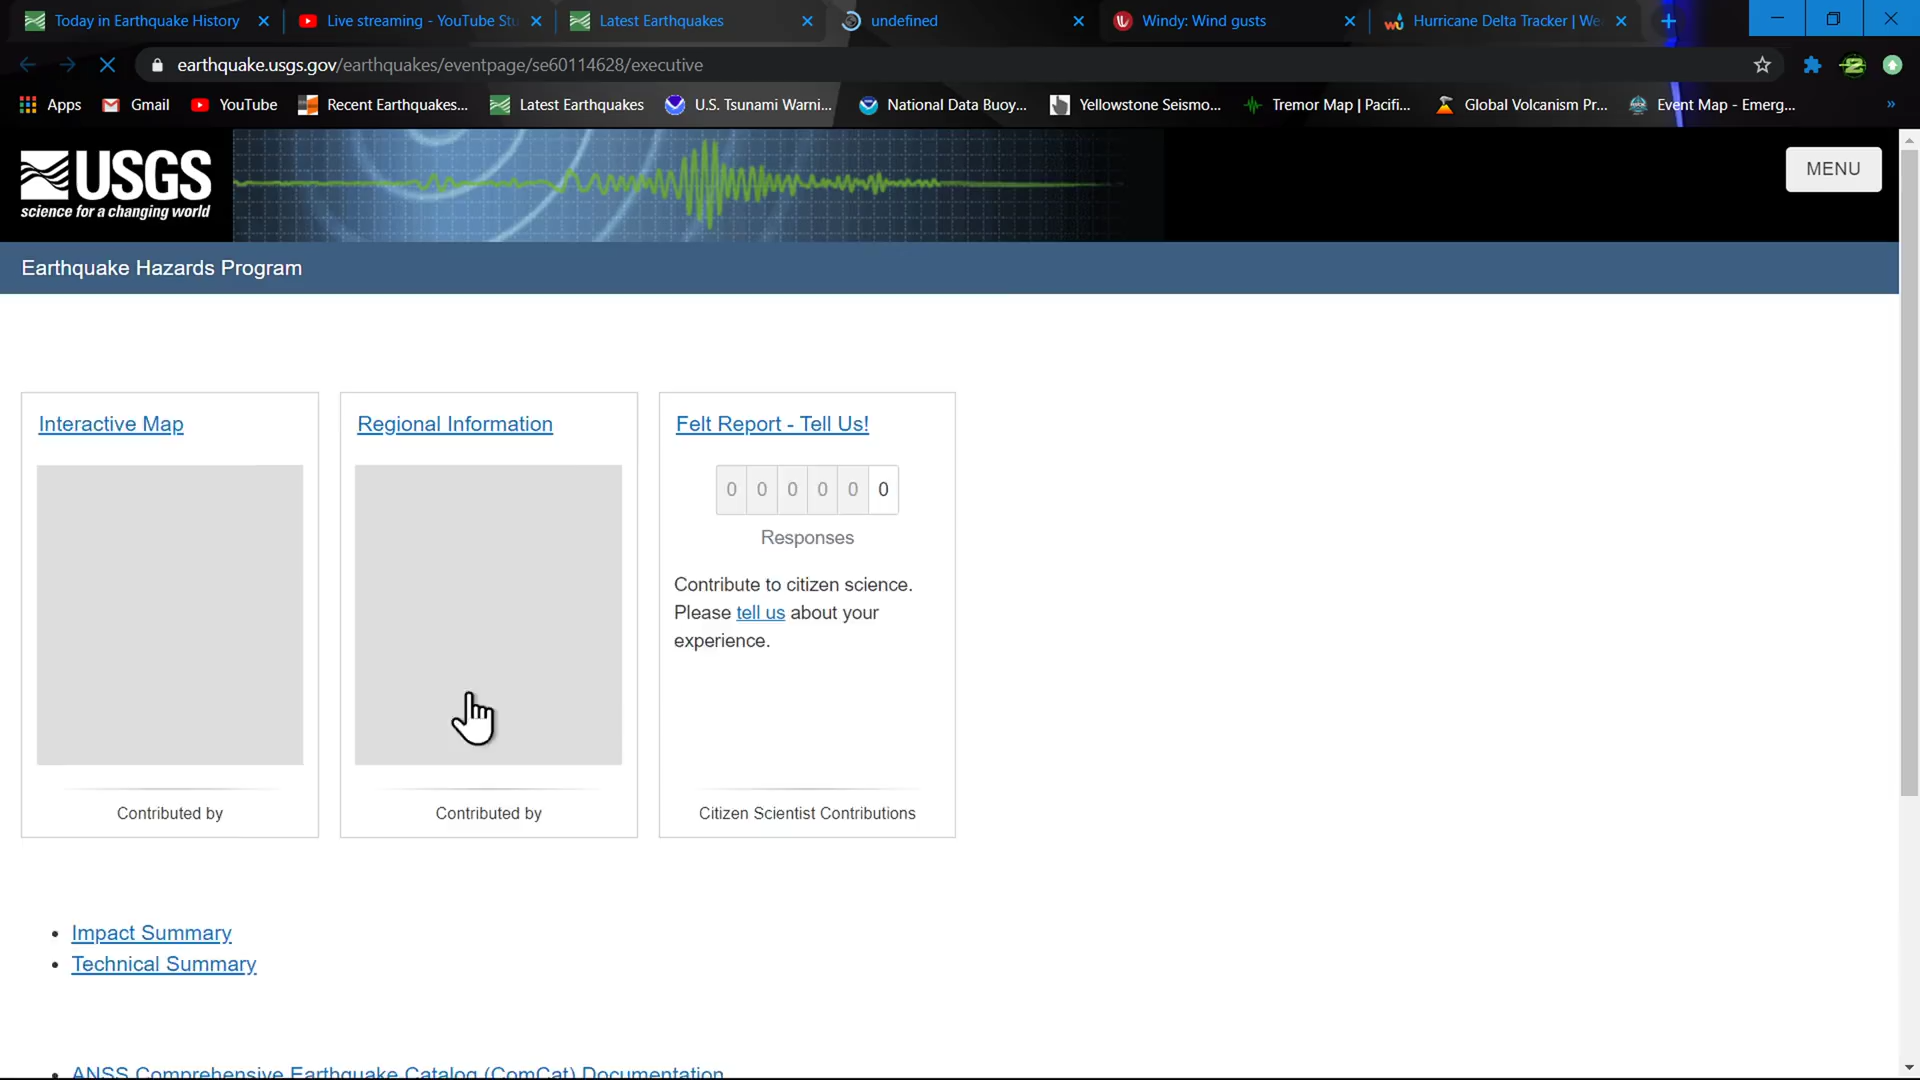 Today in Earthquake History
Live streaming - YouTube Stu
Latest Earthquakes
undefined
Windy: Wind gusts
Hurricane Delta Tracker | We
earthquake.usgs.gov/earthquakes/eventpage/se60114628/executive
Apps
Gmail
YouTube
Recent Earthquakes...
Latest Earthquakes
U.S. Tsunami Warni...
National Data Buoy...
Yellowstone Seismo...
Tremor Map | Pacifi...
Global Volcanism Pr...
Event Map - Emerg...
»
USGS
science for a changing world
MENU
Earthquake Hazards Program
Interactive Map
Regional Information
Felt Report - Tell Us!
0 0 0 0 0 0
Responses
Contribute to citizen science.
Please tell us about your
experience.
Contributed by
Contributed by
Citizen Scientist Contributions
• Impact Summary
• Technical Summary
• ANSS Comprehensive Earthquake Catalog (ComCat) Documentation